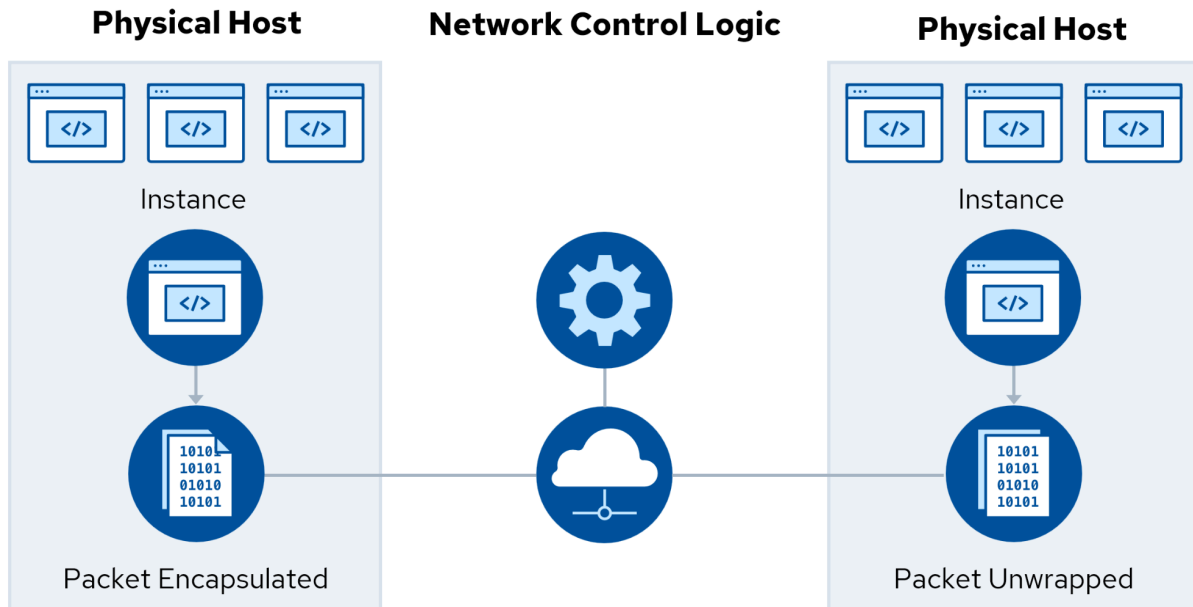 Physical Host
Network Control Logic
Physical Host
</>
</>
</>
</>
</>
</>
Instance
Instance
</>
</>
10101
10101
01010
10101
10101
10101
01010
10101
Packet Encapsulated
Packet Unwrapped